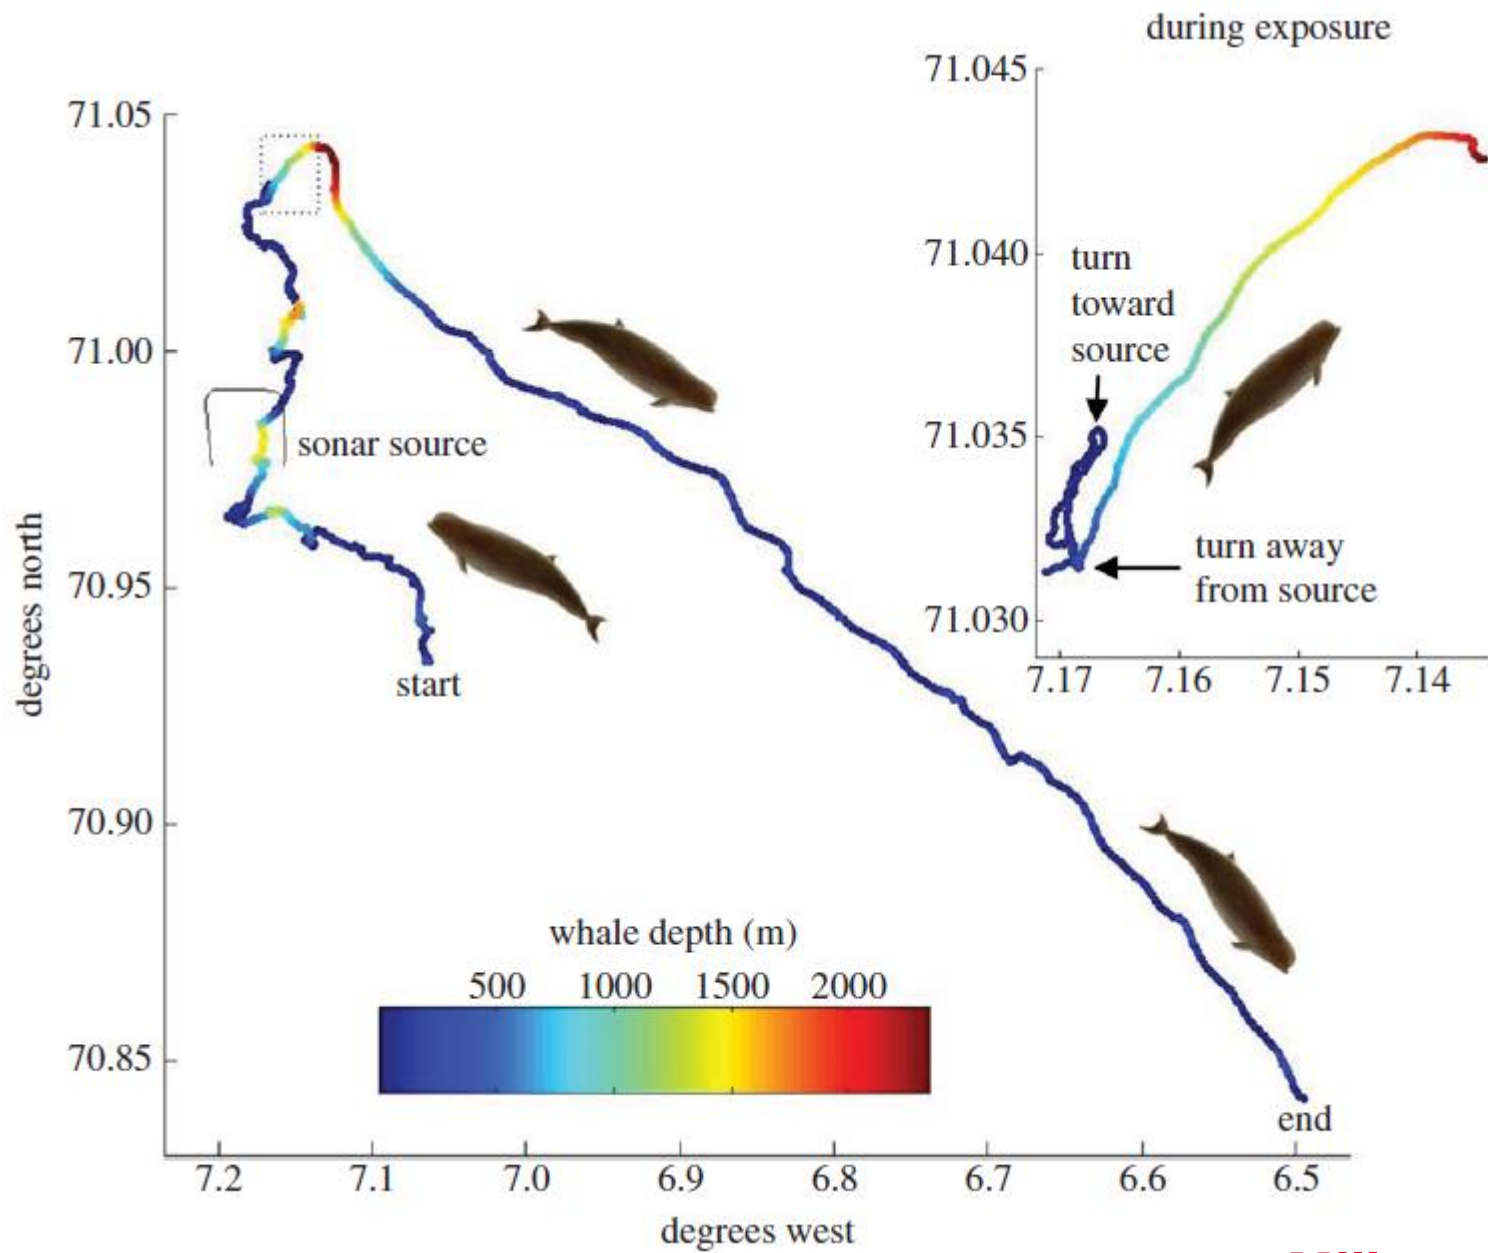 during exposure
71.045
71.040
71.035
71.030
7.17 7.16 7.15 7.14
turn
toward
source
turn away
from source
71.05
71.00
70.95
70.90
70.85
degrees north
sonar source
start
whale depth (m)
500 1000 1500 2000
end
7.2 7.1 7.0 6.9 6.8 6.7 6.6 6.5
degrees west